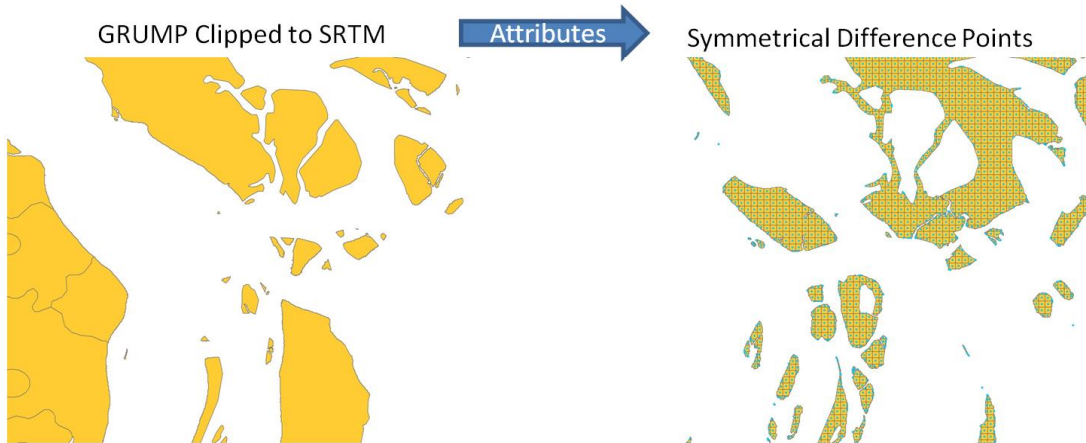 GRUMP Clipped to SRTM
Attributes
Symmetrical Difference Points